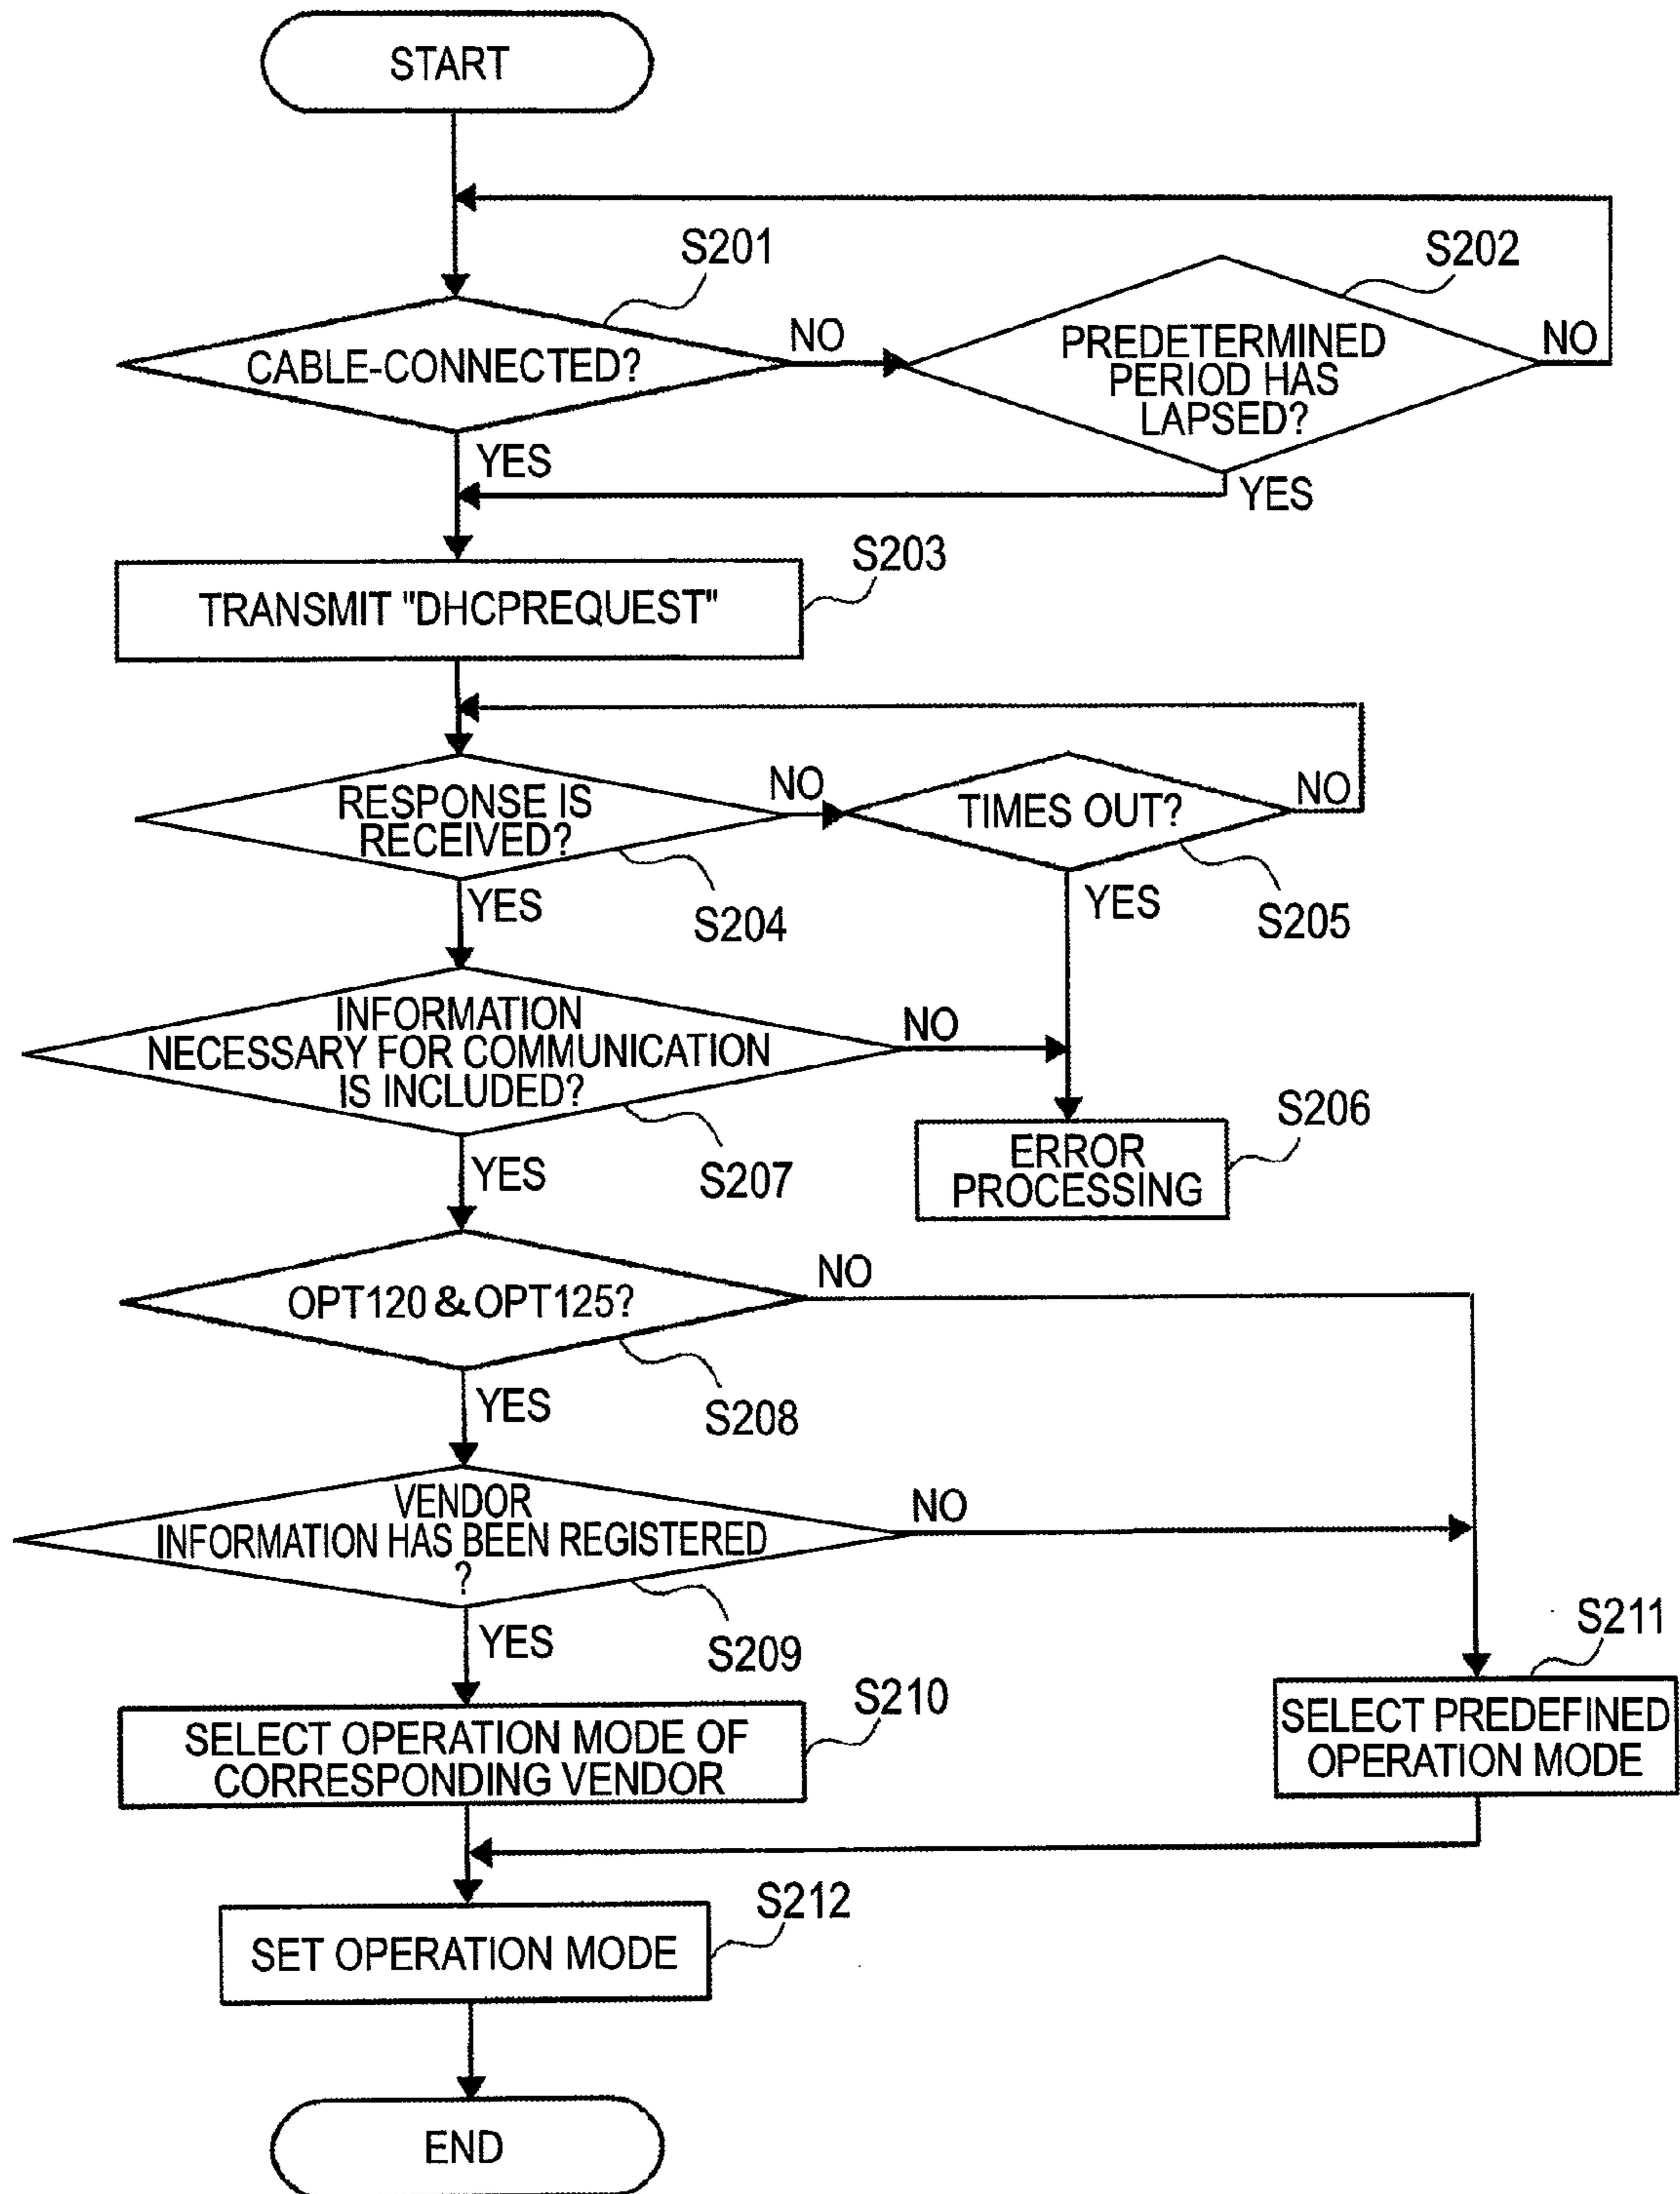 START
S201
S202
CABLE-CONNECTED?
NO
PREDETERMINED
PERIOD HAS
LAPSED?
NO
YES
YES
S203
TRANSMIT "DHCPREQUEST"
RESPONSE IS
RECEIVED?
NO
TIMES OUT?
NO
YES
S204
YES
S205
INFORMATION
NECESSARY FOR COMMUNICATION
IS INCLUDED?
NO
S206
ERROR
PROCESSING
YES
S207
OPT120 & OPT125?
NO
YES
S208
VENDOR
INFORMATION HAS BEEN REGISTERED
?
NO
YES
S209
S211
S210
SELECT OPERATION MODE OF
CORRESPONDING VENDOR
SELECT PREDEFINED
OPERATION MODE
S212
SET OPERATION MODE
END